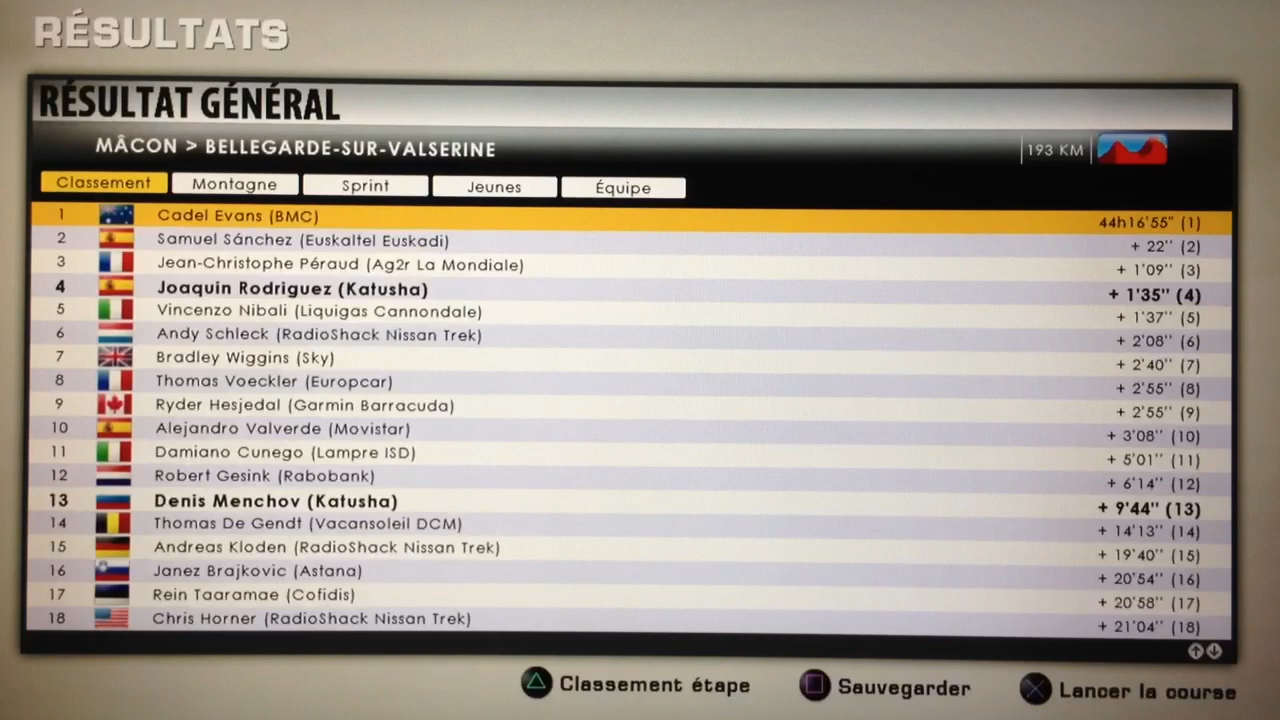 RÉSULTATS
RÉSULTAT GÉNÉRAL
MÂCON > BELLEGARDE-SUR-VALSERINE 193 KM
Classement Montagne Sprint Jeunes Équipe
1 Cadel Evans (BMC) 44h16'55" (1)
2 Samuel Sánchez (Euskaltel Euskadi) + 22'' (2)
3 Jean-Christophe Péraud (Ag2r La Mondiale) + 1'09'' (3)
4 Joaquin Rodriguez (Katusha) + 1'35'' (4)
5 Vincenzo Nibali (Liquigas Cannondale) + 1'37'' (5)
6 Andy Schleck (RadioShack Nissan Trek) + 2'08'' (6)
7 Bradley Wiggins (Sky) + 2'40'' (7)
8 Thomas Voeckler (Europcar) + 2'55'' (8)
9 Ryder Hesjedal (Garmin Barracuda) + 2'55'' (9)
10 Alejandro Valverde (Movistar) + 3'08'' (10)
11 Damiano Cunego (Lampre ISD) + 5'01'' (11)
12 Robert Gesink (Rabobank) + 6'14'' (12)
13 Denis Menchov (Katusha) + 9'44'' (13)
14 Thomas De Gendt (Vacansoleil DCM) + 14'13'' (14)
15 Andreas Kloden (RadioShack Nissan Trek) + 19'40'' (15)
16 Janez Brajkovic (Astana) + 20'54'' (16)
17 Rein Taaramae (Cofidis) + 20'58'' (17)
18 Chris Horner (RadioShack Nissan Trek) + 21'04'' (18)
Classement étape Sauvegarder Lancer la course